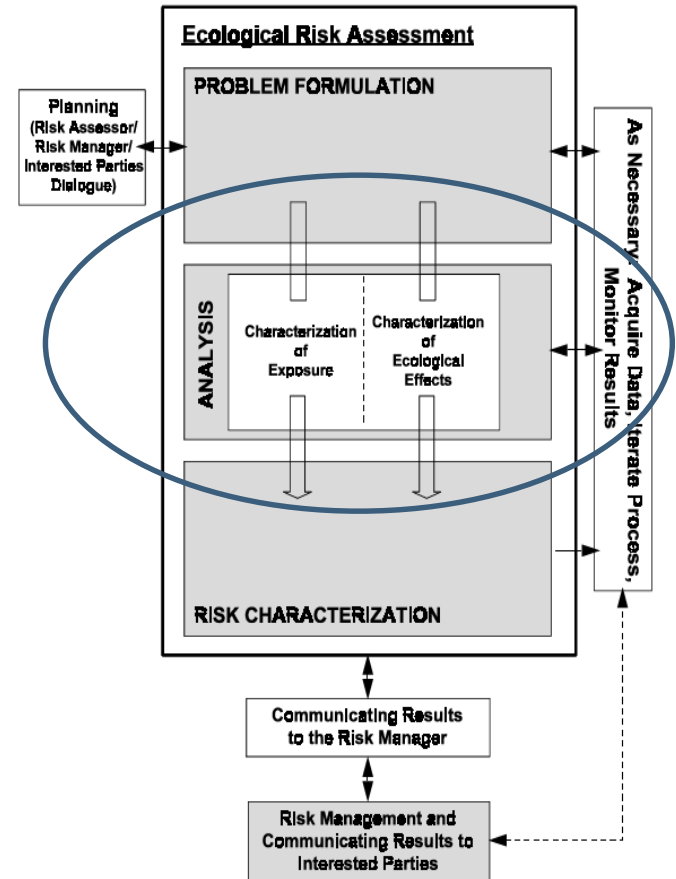 Ecological Risk Assessment
PROBLEM FORMULATION
Planning
(Risk Assessor/
Risk Manager/
Interested Parties
Dialogue)
As Necessary: Acquire Data, Iterate Process,
Monitor Results
ANALYSIS
Characterization
of
Exposure
Characterization
of
Ecological
Effects
RISK CHARACTERIZATION
Communicating Results
to the Risk Manager
Risk Management and
Communicating Results to
Interested Parties